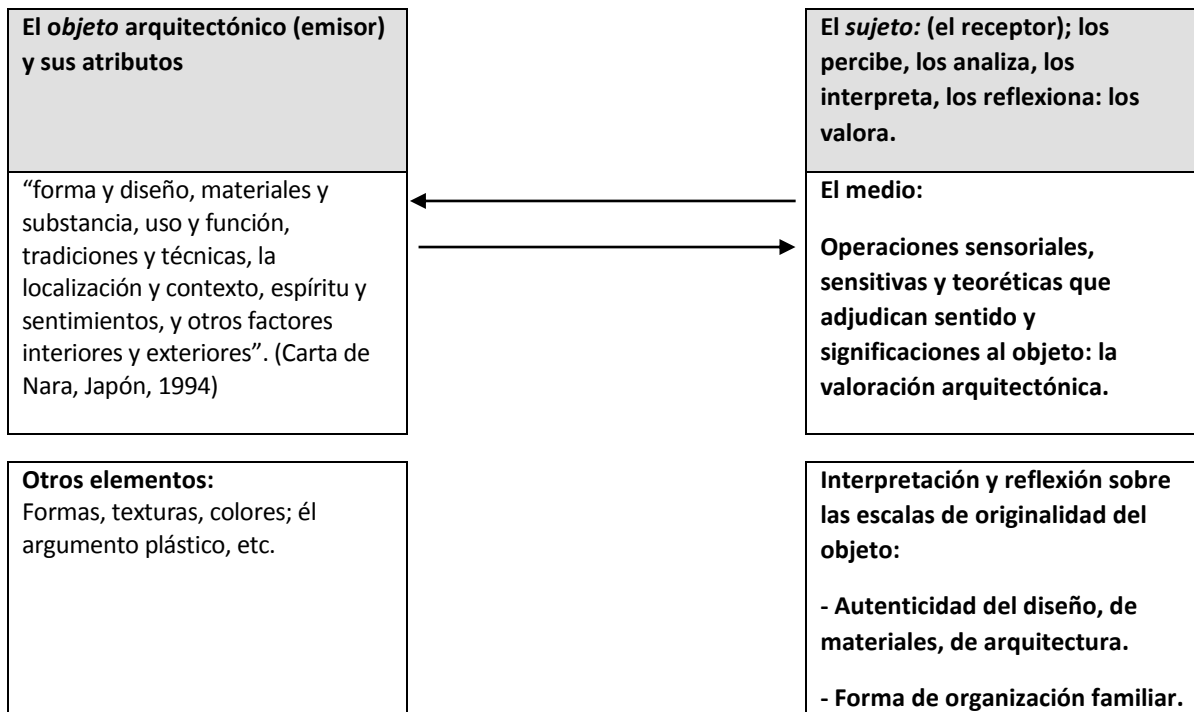 El objeto arquitectónico (emisor)
y sus atributos
“forma y diseño, materiales y
substancia, uso y función,
tradiciones y técnicas, la
localización y contexto, espíritu y
sentimientos, y otros factores
interiores y exteriores”. (Carta de
Nara, Japón, 1994)
Otros elementos:
Formas, texturas, colores; él
argumento plástico, etc.
El sujeto: (el receptor); los
percibe, los analiza, los
interpreta, los reflexiona: los
valora.
El medio:
Operaciones sensoriales,
sensitivas y teoréticas que
adjudican sentido y
significaciones al objeto: la
valoración arquitectónica.
Interpretación y reflexión sobre
las escalas de originalidad del
objeto:
- Autenticidad del diseño, de
materiales, de arquitectura.
- Forma de organización familiar.